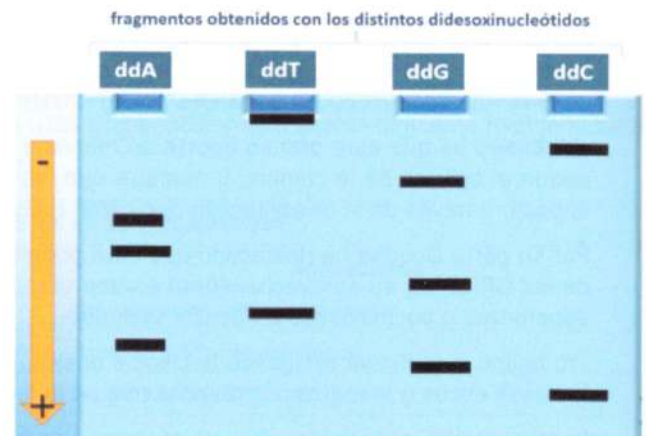 fragmentos obtenidos con los distintos didesoxinucleótidos
ddA ddT ddG ddC
-
+